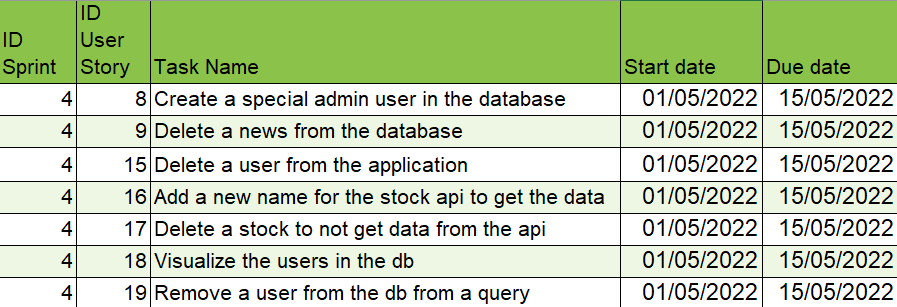 ID Sprint ID User Story Task Name Start date Due date
4 8 Create a special admin user in the database 01/05/2022 15/05/2022
4 9 Delete a news from the database 01/05/2022 15/05/2022
4 15 Delete a user from the application 01/05/2022 15/05/2022
4 16 Add a new name for the stock api to get the data 01/05/2022 15/05/2022
4 17 Delete a stock to not get data from the api 01/05/2022 15/05/2022
4 18 Visualize the users in the db 01/05/2022 15/05/2022
4 19 Remove a user from the db from a query 01/05/2022 15/05/2022